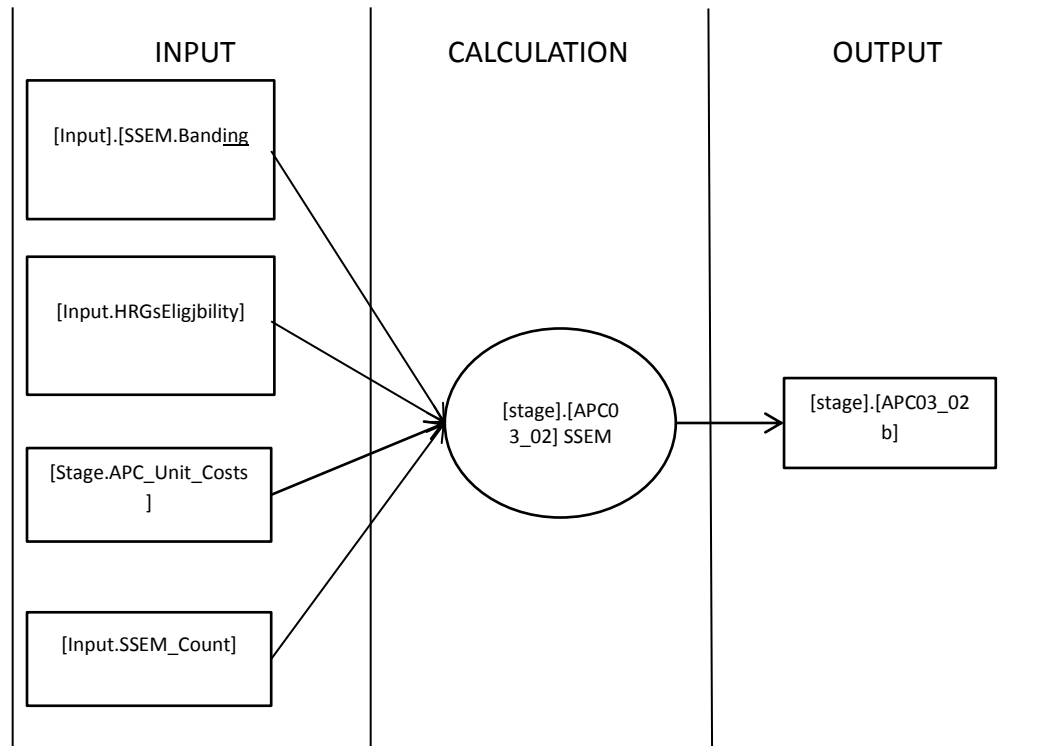 INPUT
CALCULATION
OUTPUT
[Input].[SSEM.Banding
[Input.HRGsEligjbility]
[Stage.APC_Unit_Costs
]
[Input.SSEM_Count]
[stage].[APC0
3_02] SSEM
[stage].[APC03_02
b]